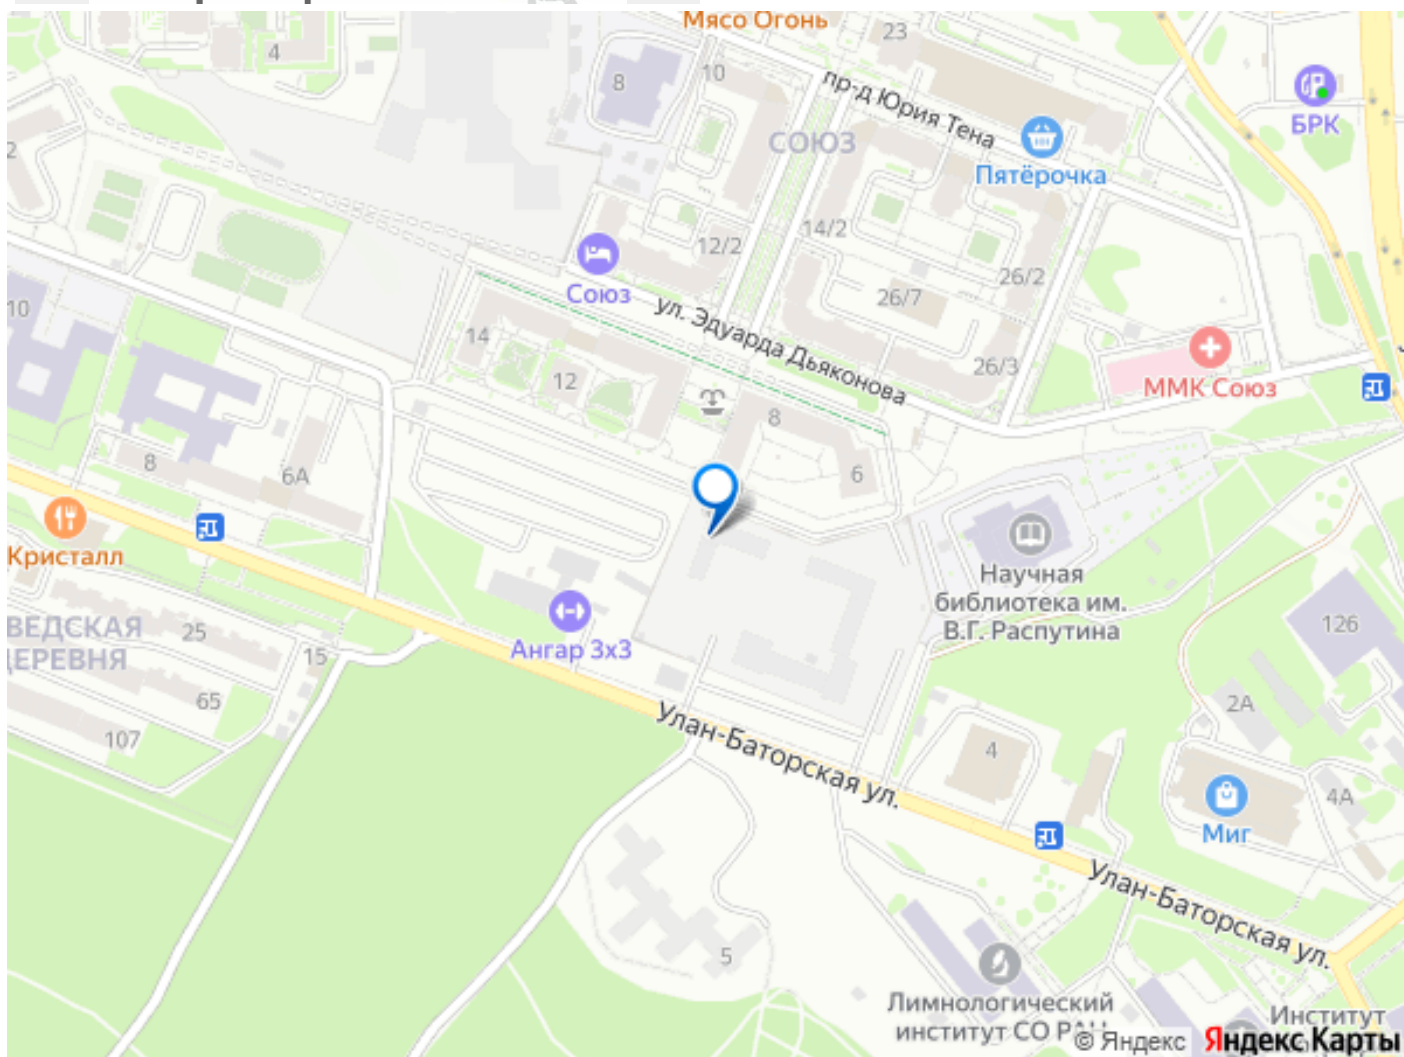 Мясо Огонь
23
4
8
10
пр-д Юрия Тена
БРК
СОЮЗ
Пятёрочка
2
14/2
12/2
26/2
Союз
26/7
10
ул. Эдуарда Дьяконова
14
26/3
12
ММК Союз
8
8
6А
6
Кристалл
Научная
библиотека им.
В.Г. Распутина
ВЕДСКАЯ
ДЕРЕВНЯ
25
15
Ангар 3х3
126
65
107
2А
Улан-Баторская ул.
4
4А
Миг
Улан-Баторская ул.
5
Лимнологический
институт СО РАН
Институт
© Яндекс
Яндекс Карты